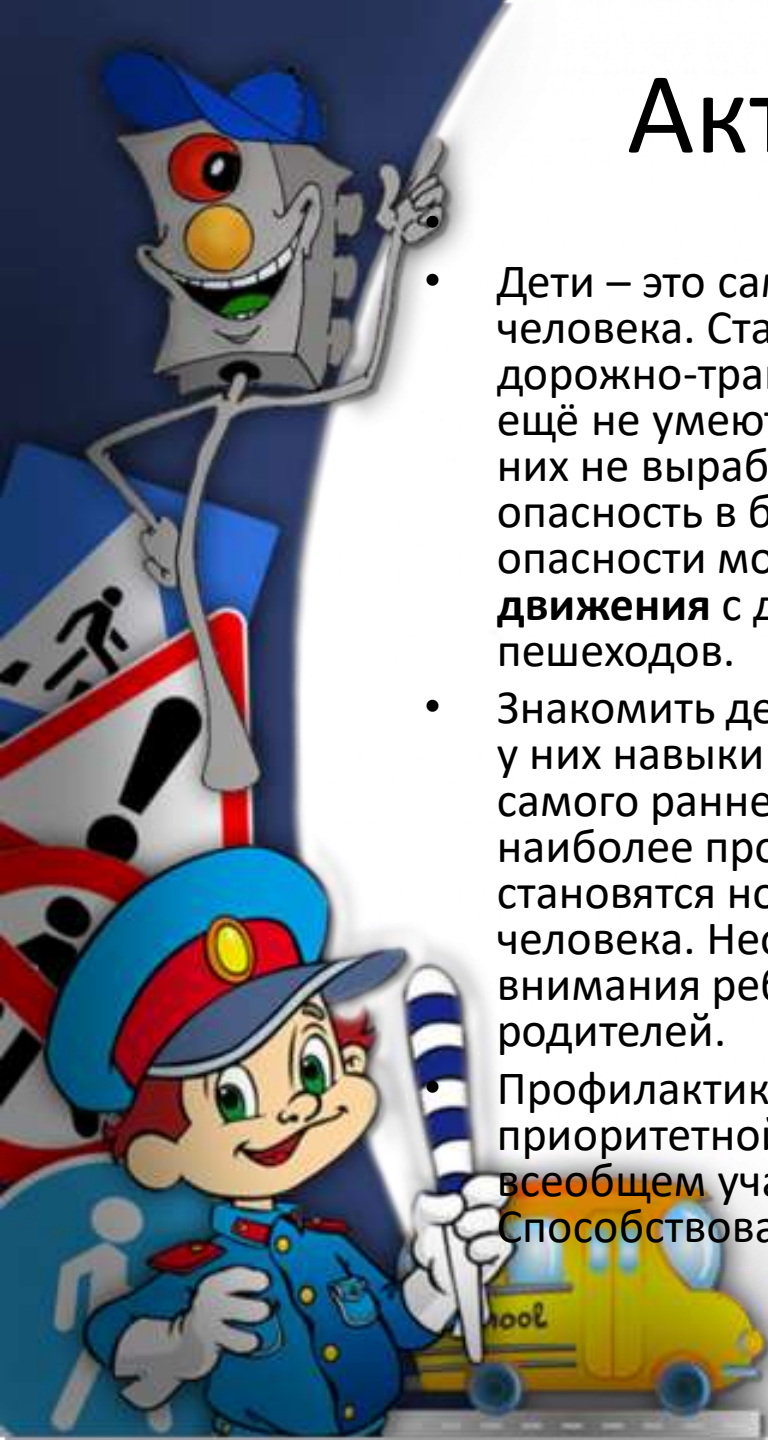 Акт
•
• Дети – это сам
человека. Ста
дорожно-тран
ещё не умеют
них не выраб
опасность в б
опасности мо
движения с д
пешеходов.
• Знакомить де
у них навыки
самого ранне
наиболее про
становятся но
человека. Нес
внимания реб
родителей.
• Профилактик
приоритетной
всеобщем уча
Способствова
hool